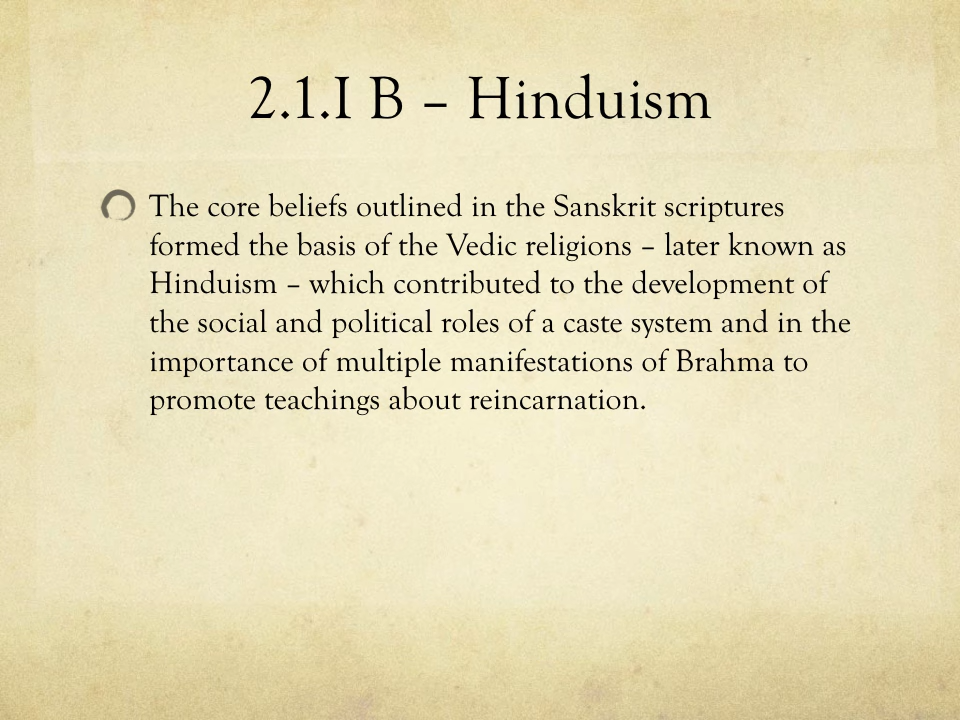 2.1.I B – Hinduism
The core beliefs outlined in the Sanskrit scriptures
formed the basis of the Vedic religions – later known as
Hinduism – which contributed to the development of
the social and political roles of a caste system and in the
importance of multiple manifestations of Brahma to
promote teachings about reincarnation.